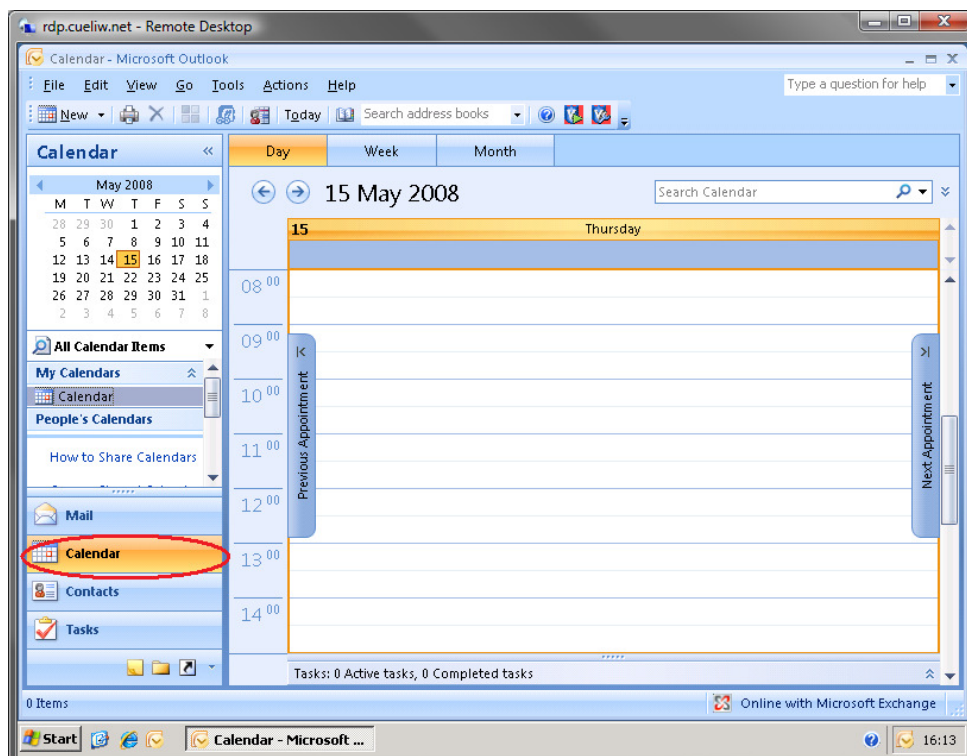 rdp.cueliw.net - Remote Desktop
Calendar - Microsoft Outlook
File Edit View Go Tools Actions Help
Type a question for help
New
Today
Search address books
Calendar «
Day Week Month
May 2008
M T W T F S S
28 29 30 1 2 3 4
5 6 7 8 9 10 11
12 13 14 15 16 17 18
19 20 21 22 23 24 25
26 27 28 29 30 31 1
2 3 4 5 6 7 8
All Calendar Items
My Calendars
Calendar
People's Calendars
How to Share Calendars
Mail
Calendar
Contacts
Tasks
15 May 2008
Search Calendar
15 Thursday
08 00
09 00
10 00
11 00
12 00
13 00
14 00
Previous Appointment
Next Appointment
Tasks: 0 Active tasks, 0 Completed tasks
0 Items
Online with Microsoft Exchange
Start
Calendar - Microsoft ...
16:13